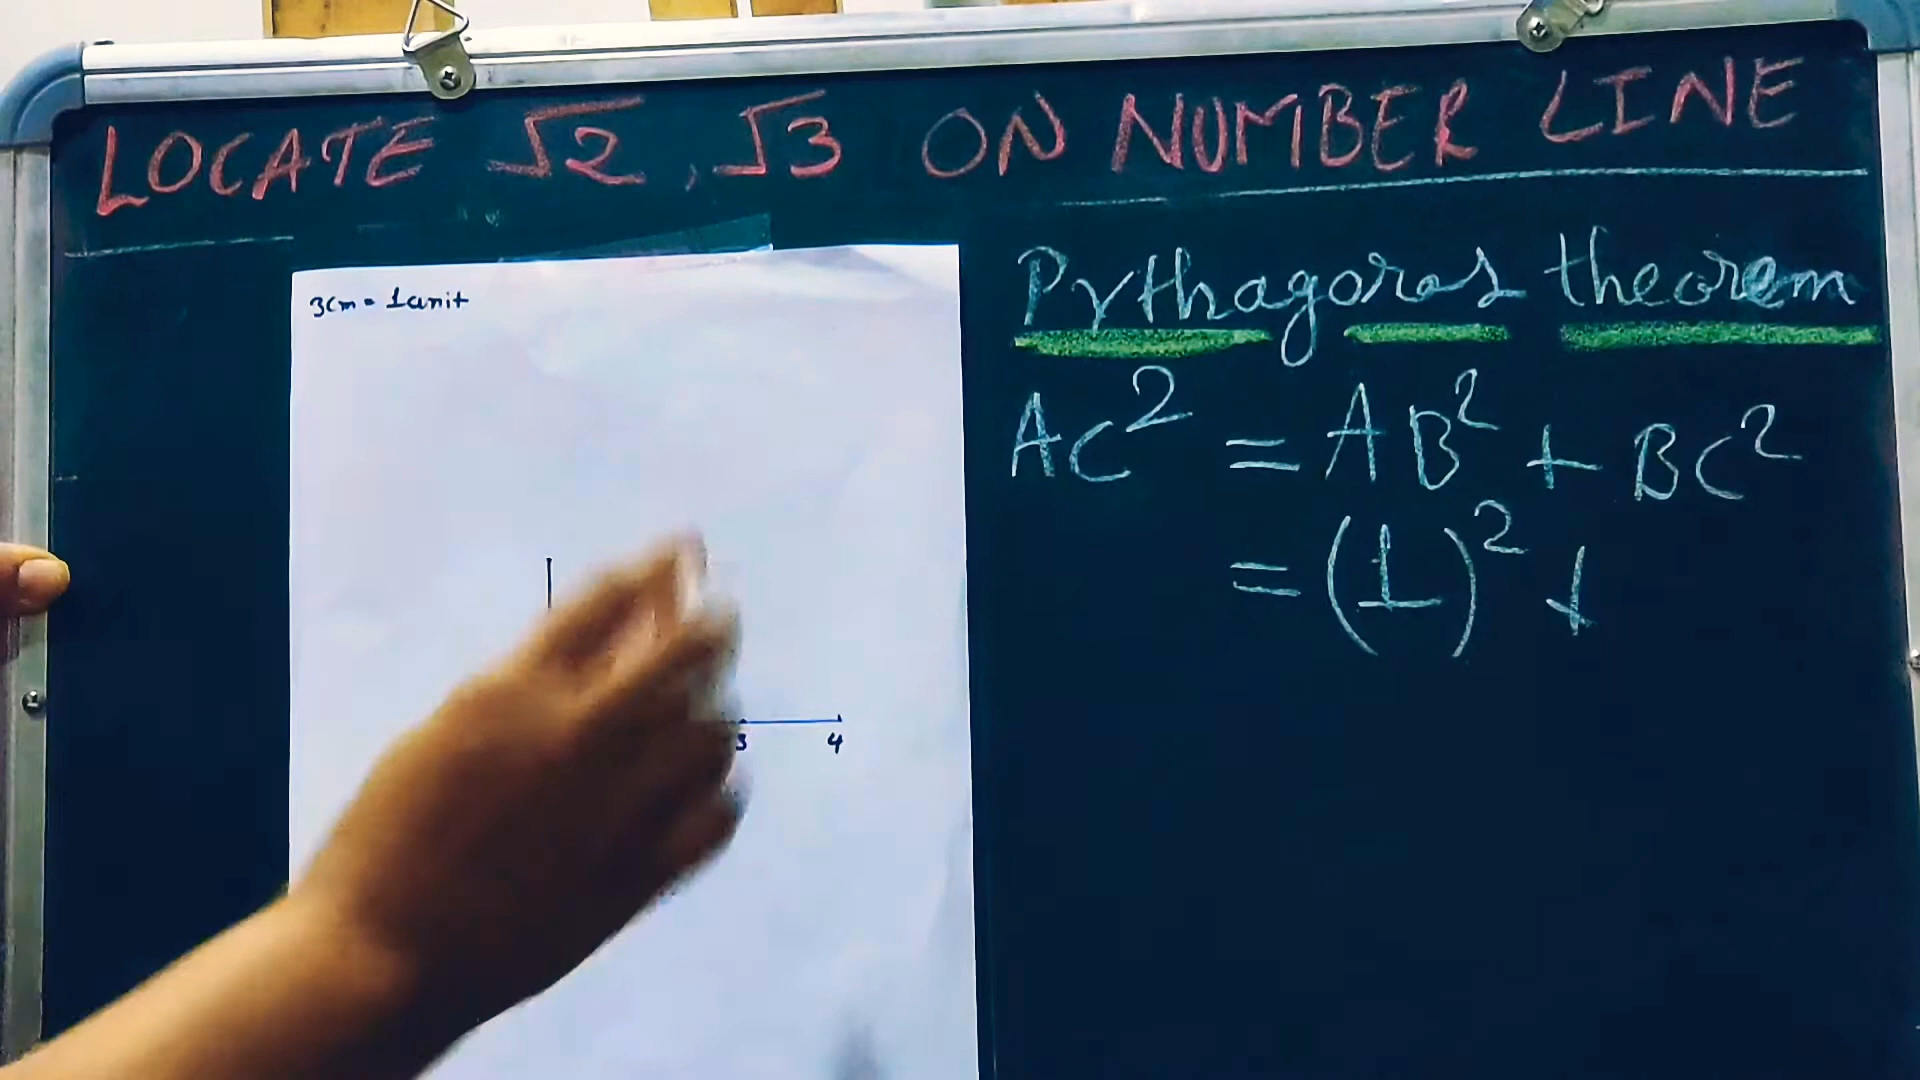 LOCATE √2, √3 ON NUMBER LINE
3cm = 1unit
3 4
Pythagoras theorem
AC² = AB² + BC²
= (1)² +